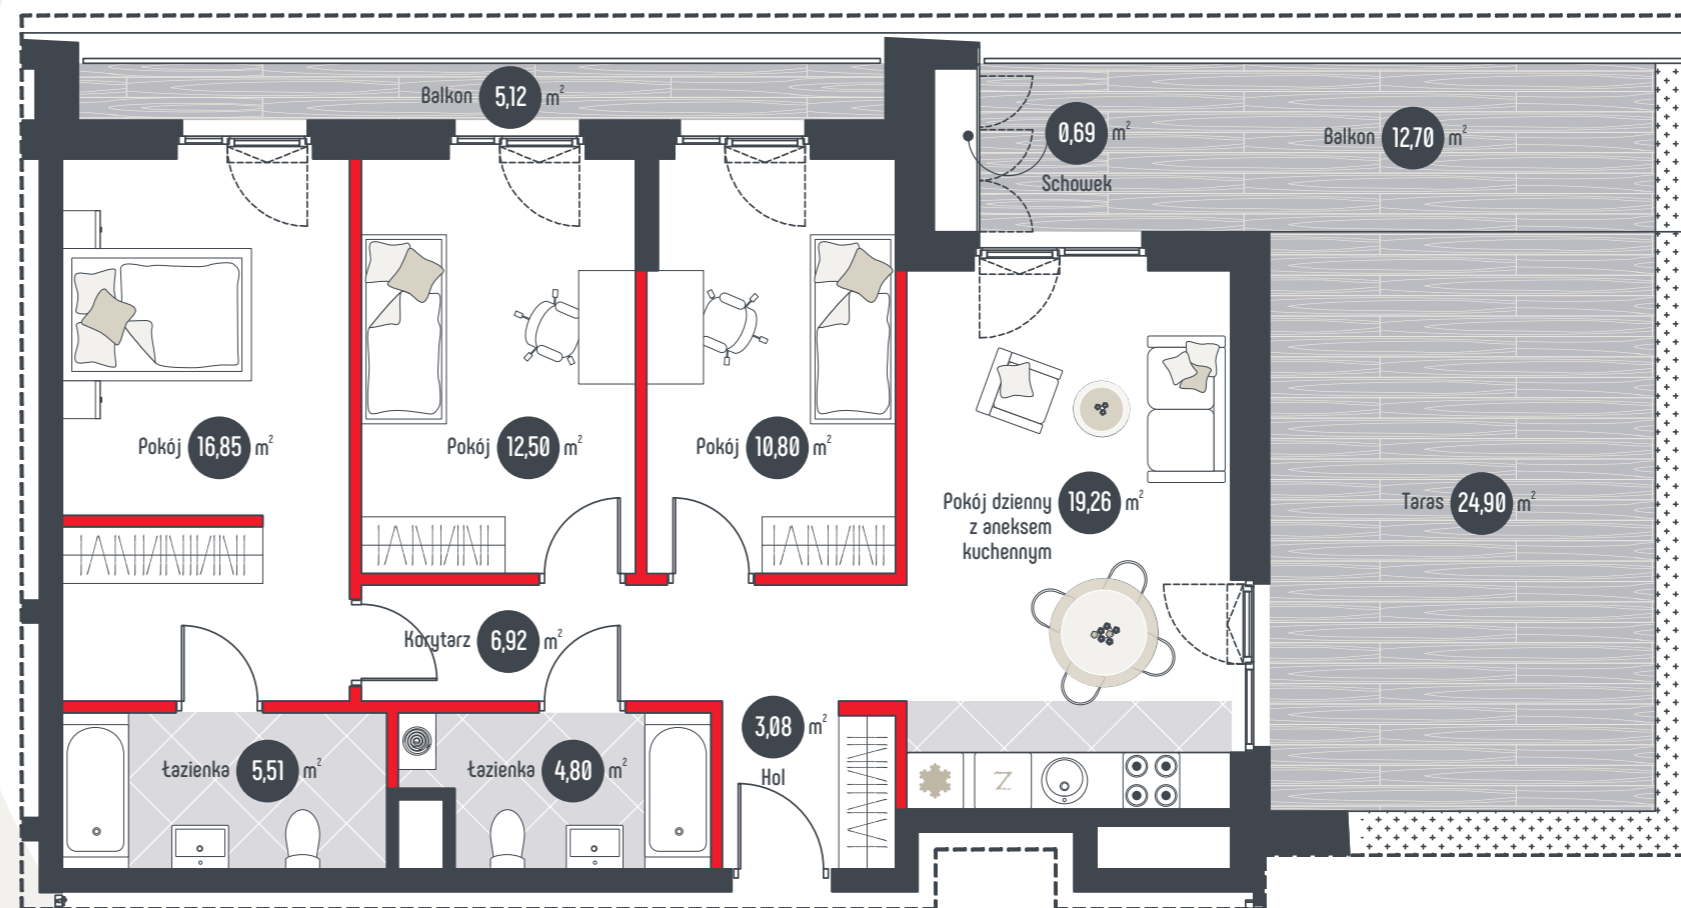 Balkon 5,12 m²
0,69 m²
Schowek
Balkon 12,70 m²
Pokój 16,85 m²
Pokój 12,50 m²
Pokój 10,80 m²
Pokój dzienny 19,26 m²
z aneksem
kuchennym
Taras 24,90 m²
Korytarz 6,92 m²
3,08 m²
Hol
Łazienka 5,51 m²
Łazienka 4,80 m²
Z